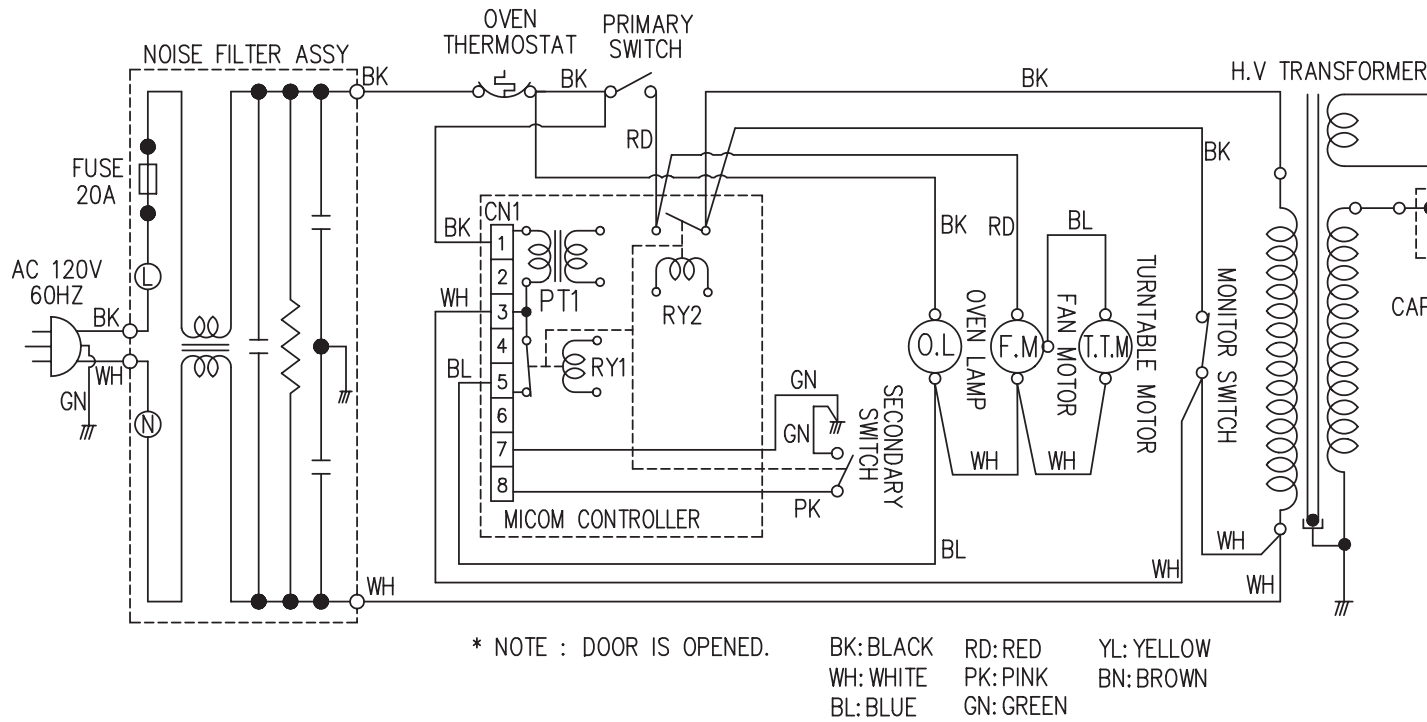 OVEN
THERMOSTAT
PRIMARY
SWITCH
NOISE FILTER ASSY
BK
BK
BK
H.V TRANSFORMER
FUSE
20A
RD
BK
CN1
BK
1
2
3
4
5
6
7
8
WH
BL
PT1
RY1
RY2
BK
RD
BL
AC 120V
60HZ
BK
WH
GN
L
N
O.L
F.M
T.T.M
OVEN LAMP
FAN MOTOR
TURNTABLE MOTOR
MONITOR SWITCH
CAP
GN
GN
SECONDARY
SWITCH
PK
WH
WH
MICOM CONTROLLER
BL
WH
WH
WH
WH
* NOTE : DOOR IS OPENED.
BK:BLACK RD:RED YL:YELLOW
WH:WHITE PK:PINK BN:BROWN
BL:BLUE GN:GREEN